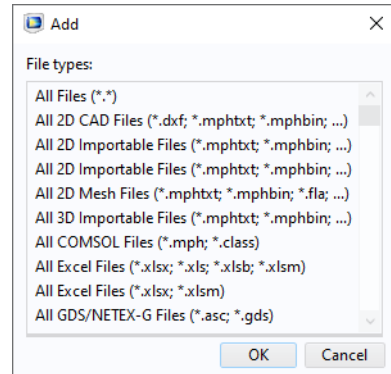 Add
File types:
All Files (*.*)
All 2D CAD Files (*.dxf; *.mphtxt; *.mphbin; ...)
All 2D Importable Files (*.mphtxt; *.mphbin; ...)
All 2D Importable Files (*.mphtxt; *.mphbin; ...)
All 2D Mesh Files (*.mphtxt; *.mphbin; *.fla; ...)
All 3D Importable Files (*.mphtxt; *.mphbin; ...)
All COMSOL Files (*.mph; *.class)
All Excel Files (*.xlsx; *.xls; *.xlsb; *.xlsm)
All Excel Files (*.xlsx; *.xlsm)
All GDS/NETEX-G Files (*.asc; *.gds)
OK Cancel